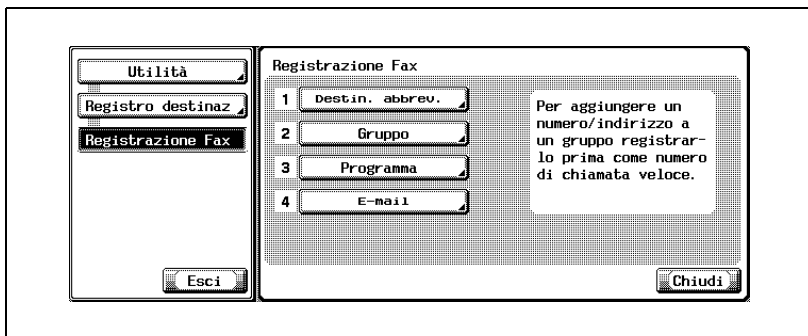 Utilità
Registro destinaz
Registrazione Fax
Esci
Registrazione Fax
1 Destin. abbrev.
2 Gruppo
3 Programma
4 E-mail
Per aggiungere un
numero/indirizzo a
un gruppo registrar-
lo prima come numero
di chiamata veloce.
Chiudi